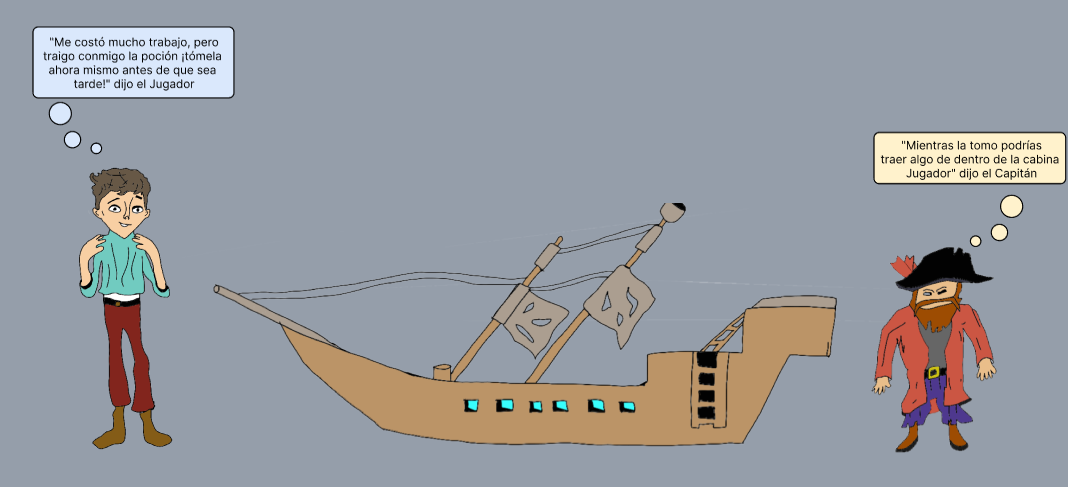 "Me costó mucho trabajo, pero
traigo conmigo la poción ¡tómela
ahora mismo antes de que sea
tarde!" dijo el Jugador
"Mientras la tomo podrías
traer algo de dentro de la cabina
Jugador" dijo el Capitán